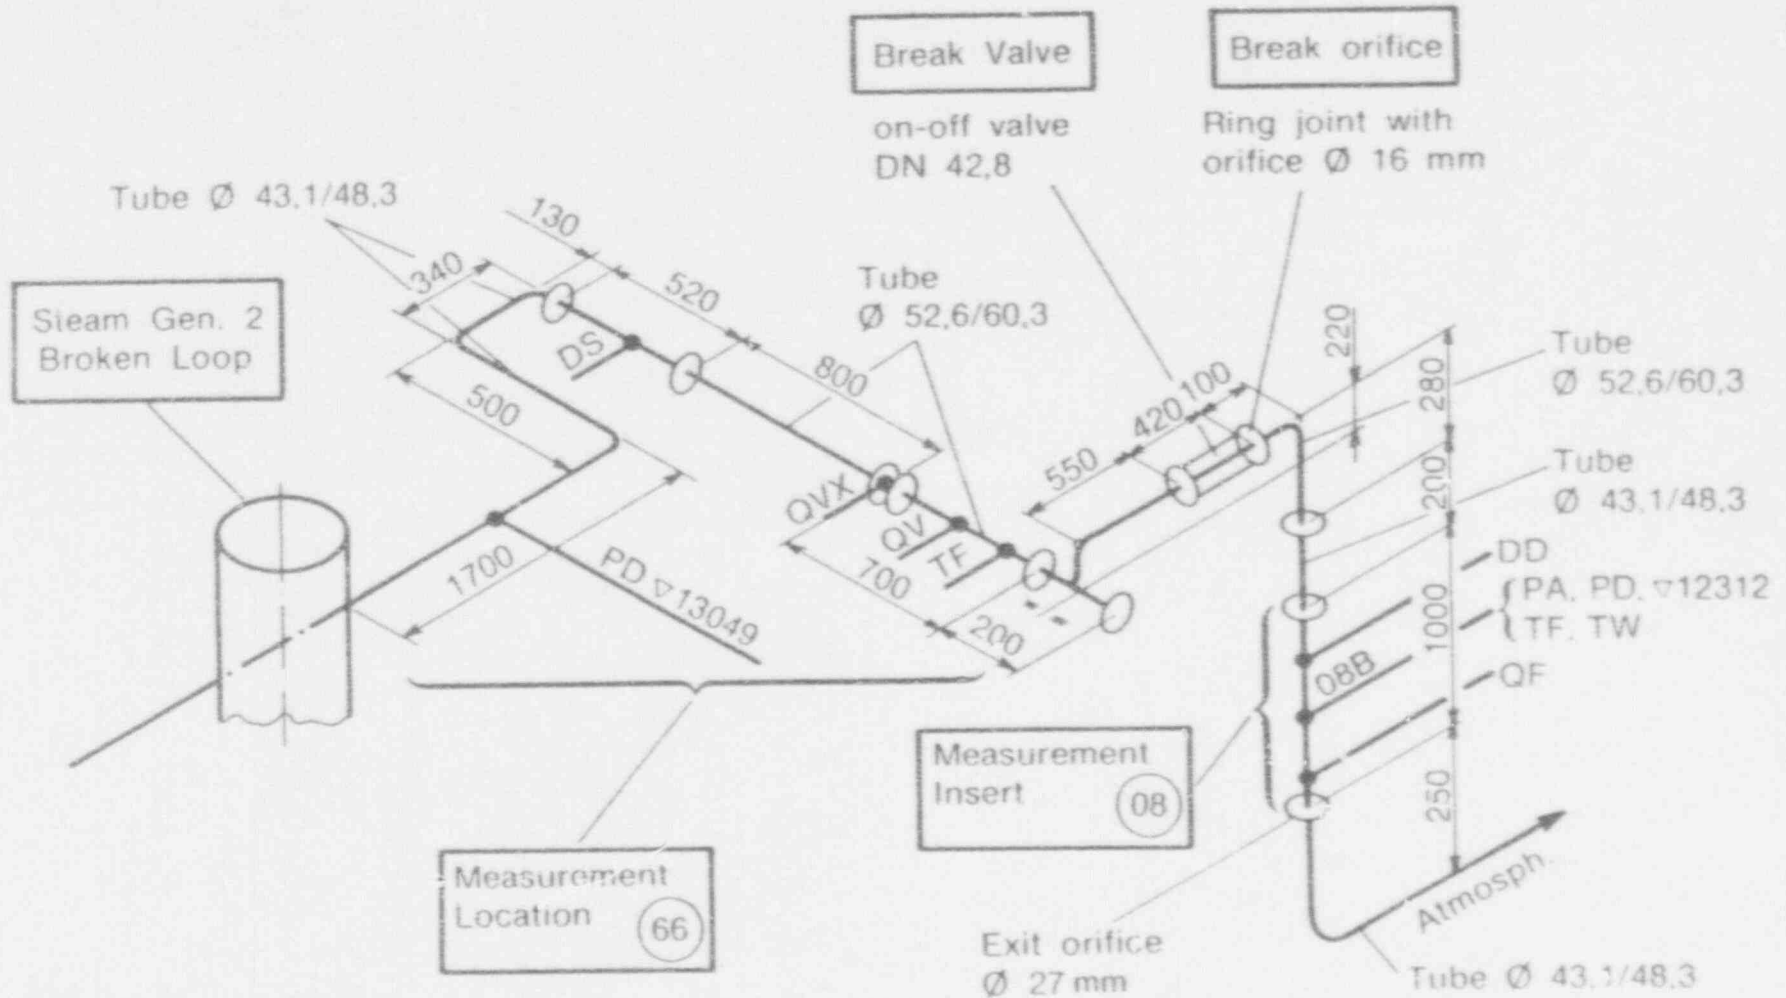 Break Valve
on-off valve
DN 42,8
Break orifice
Ring joint with
orifice Ø 16 mm
Tube Ø 43,1/48,3
Steam Gen. 2
Broken Loop
130
340
520
DS
500
Tube
Ø 52,6/60,3
800
QVX
QV
TF
700
200
1700
PD ▽13049
550
420
100
220
280
200
1000
250
Tube
Ø 52,6/60,3
Tube
Ø 43,1/48,3
DD
PA, PD, ▽12312
TF, TW
08B
QF
Measurement
Insert
08
Measurement
Location
66
Exit orifice
Ø 27 mm
Atmosph.
Tube Ø 43,1/48,3